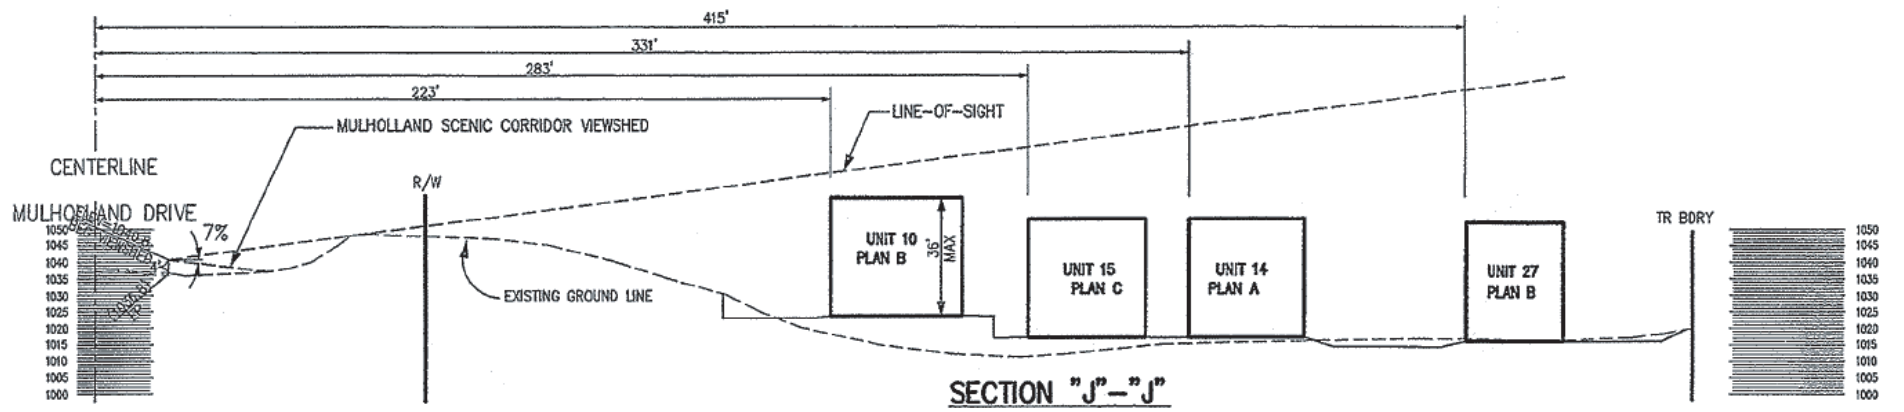 415'
331'
283'
223'
LINE-OF-SIGHT
MULHOLLAND SCENIC CORRIDOR VIEWSHED
CENTERLINE
MULHOLLAND DRIVE
R/W
7%
TR BDRY
1050
1045
1040
1035
1030
1025
1020
1015
1010
1005
1000
EXISTING GROUND LINE
UNIT 10
PLAN B
36'
MAX
UNIT 15
PLAN C
UNIT 14
PLAN A
UNIT 27
PLAN B
1050
1045
1040
1035
1030
1025
1020
1015
1010
1005
1000
SECTION "J"-"J"